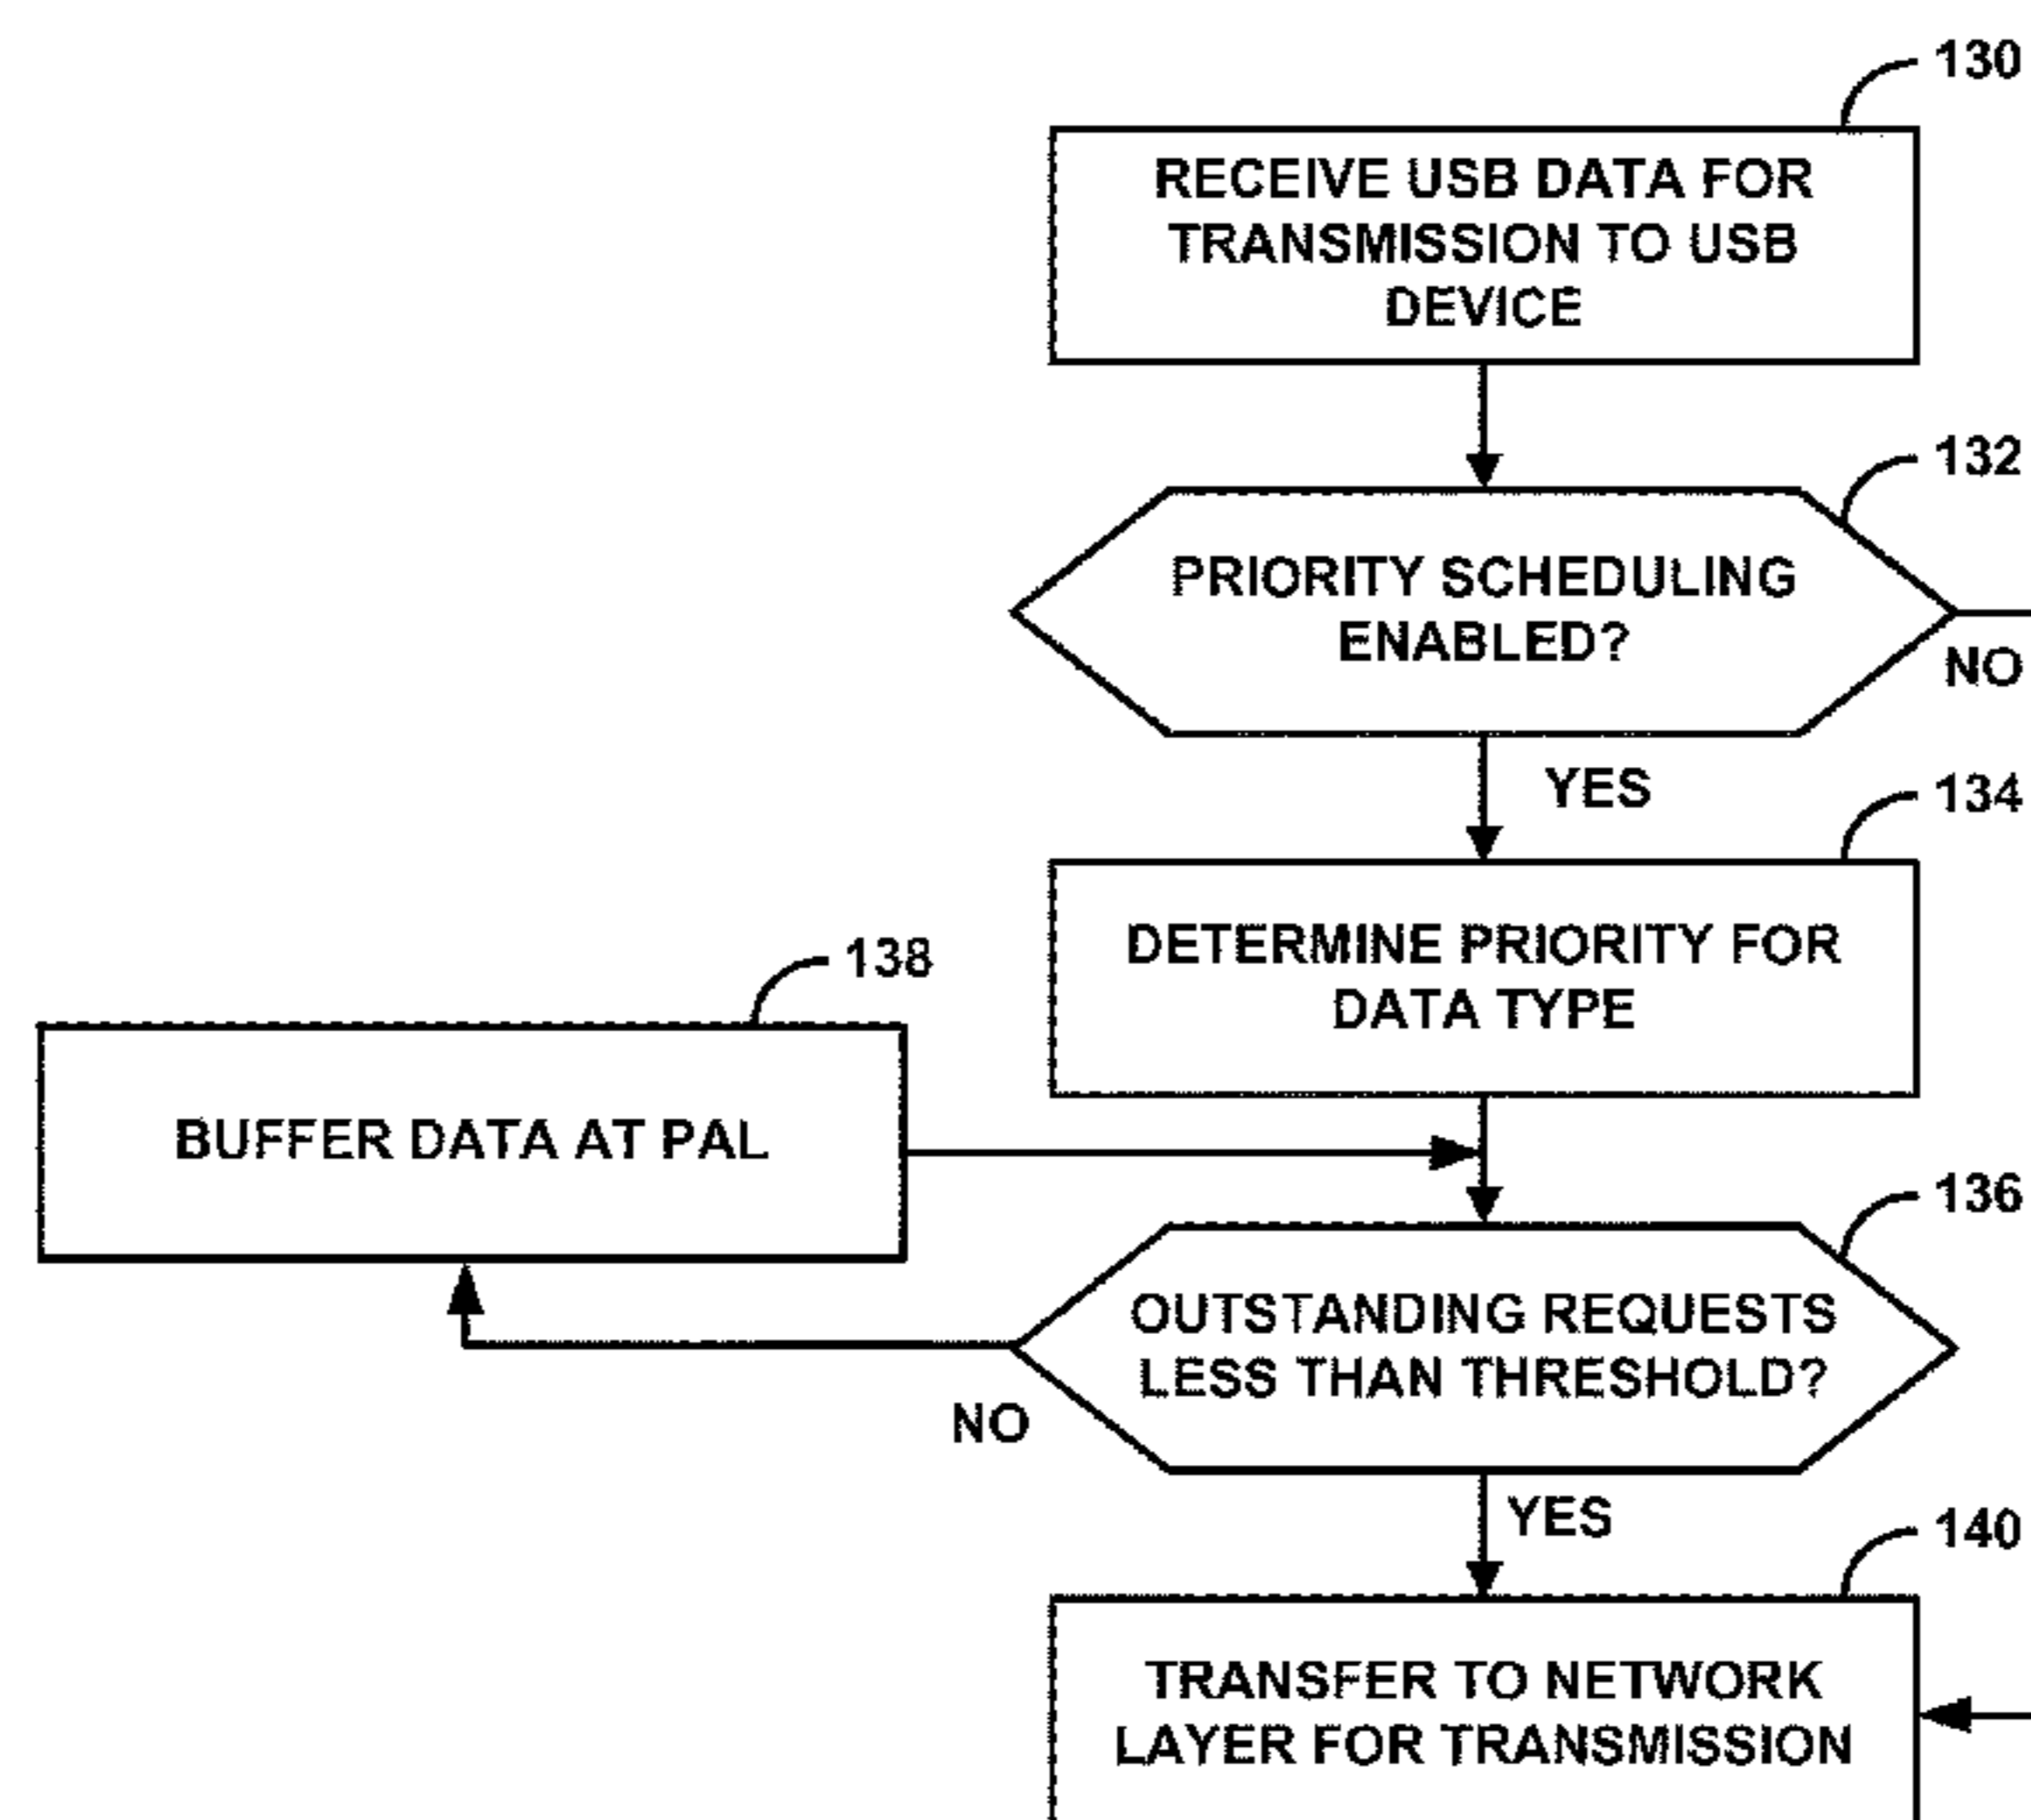 130
RECEIVE USB DATA FOR
TRANSMISSION TO USB
DEVICE
132
PRIORITY SCHEDULING
ENABLED?
NO
YES
134
DETERMINE PRIORITY FOR
DATA TYPE
138
BUFFER DATA AT PAL
136
OUTSTANDING REQUESTS
LESS THAN THRESHOLD?
NO
YES
140
TRANSFER TO NETWORK
LAYER FOR TRANSMISSION